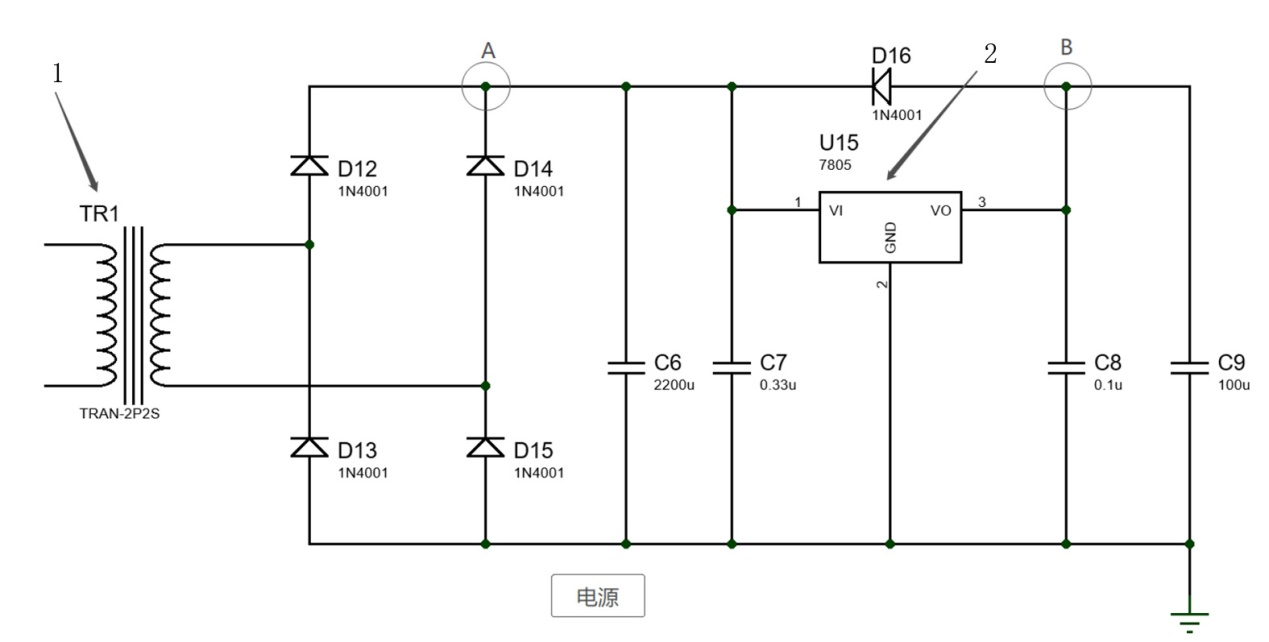 A
B
1
2
D16
1N4001
U15
7805
D12
1N4001
D14
1N4001
TR1
1
VI
VO
3
GND
2
C6
2200u
C7
0.33u
C8
0.1u
C9
100u
TRAN-2P2S
D13
1N4001
D15
1N4001
电源